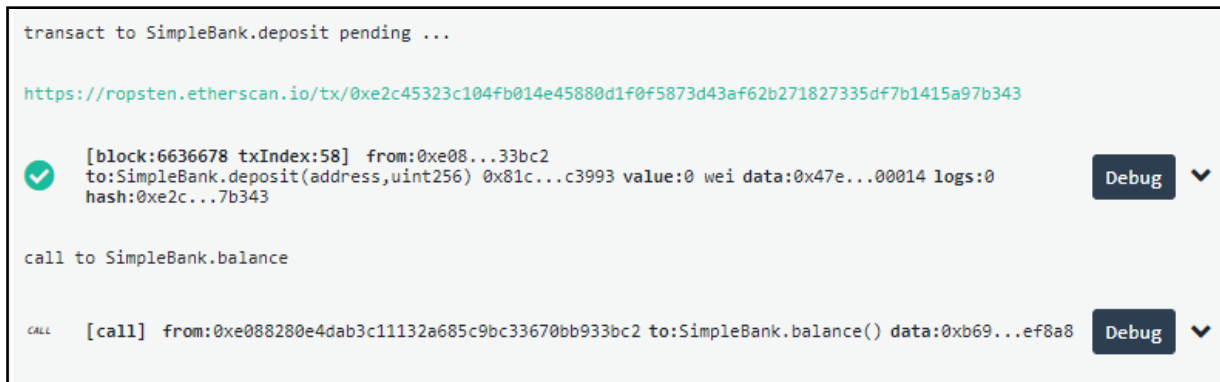 transact to SimpleBank.deposit pending ...
https://ropsten.etherscan.io/tx/0xe2c45323c104fb014e45880d1f0f5873d43af62b271827335df7b1415a97b343
[block:6636678 txIndex:58] from:0xe08...33bc2
to:SimpleBank.deposit(address,uint256) 0x81c...c3993 value:0 wei data:0x47e...00014 logs:0
hash:0xe2c...7b343
Debug
call to SimpleBank.balance
CALL [call] from:0xe088280e4dab3c11132a685c9bc33670bb933bc2 to:SimpleBank.balance() data:0xb69...ef8a8 Debug